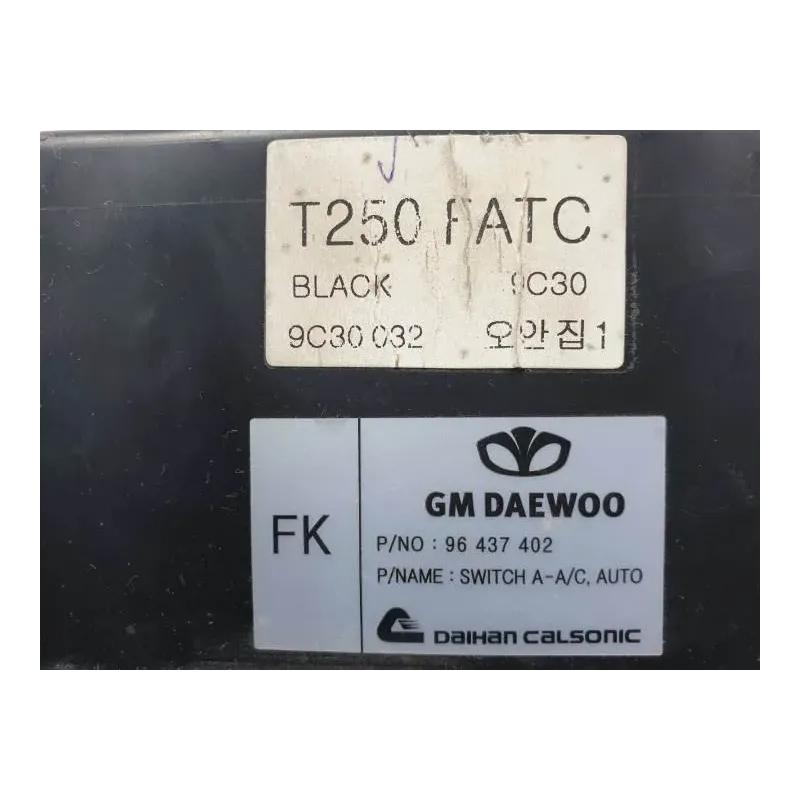 T250 FATC
BLACK 9C30
9C30 032 오안집1
GM DAEWOO
FK
P/NO : 96 437 402
P/NAME : SWITCH A-A/C, AUTO
DAIHAN CALSONIC